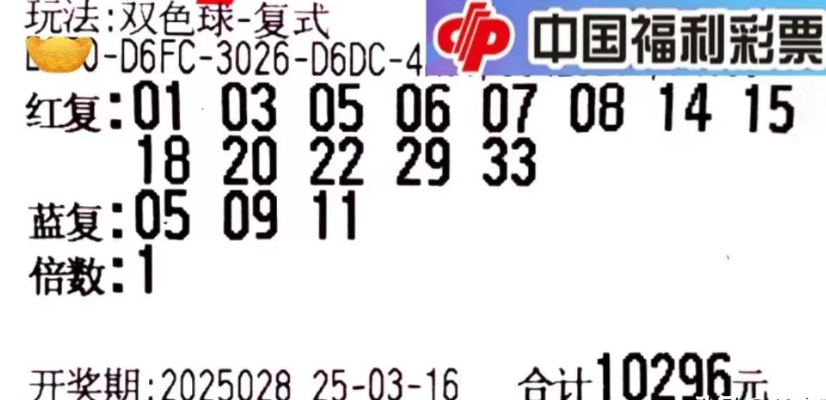 玩法:双色球-复式
中国福利彩票
-D6FC-3026-D6DC-4
红复:01 03 05 06 07 08 14 15
18 20 22 29 33
蓝复:05 09 11
倍数:1
开奖期:2025028 25-03-16 合计10296元